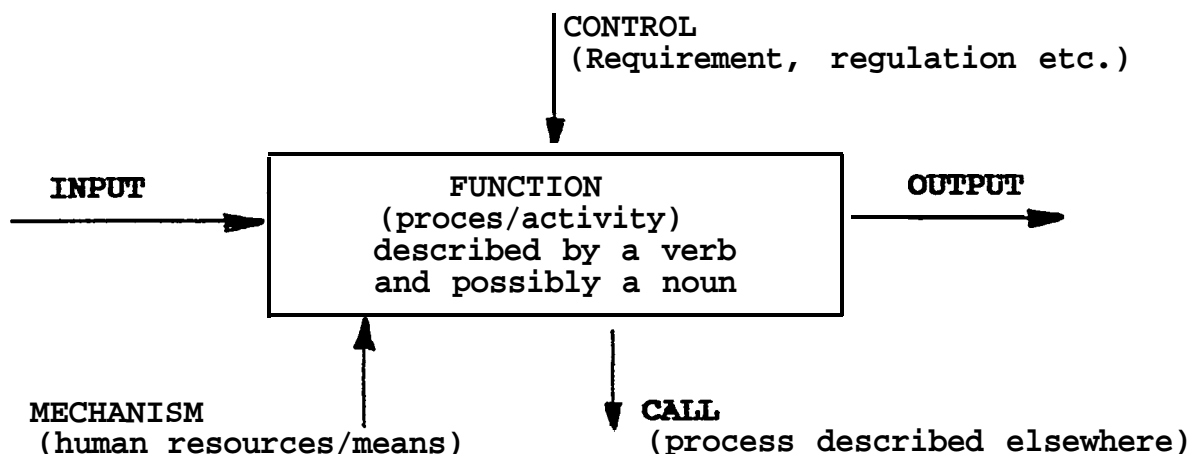 CONTROL
(Requirement, regulation etc.)
INPUT
FUNCTION
(proces/activity)
described by a verb
and possibly a noun
OUTPUT
MECHANISM
(human resources/means)
CALL
(process described elsewhere)